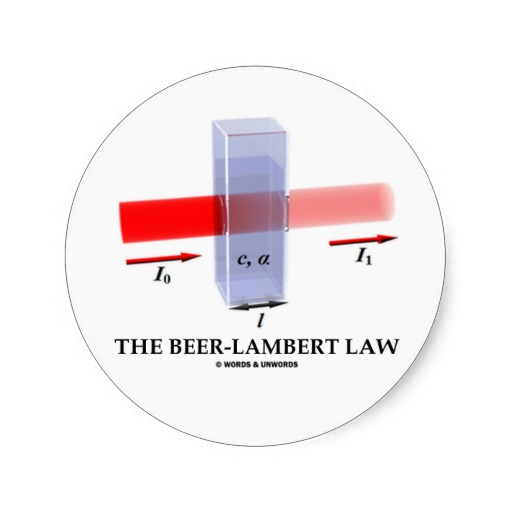 c, α
I₀
I₁
l
THE BEER-LAMBERT LAW
© WORDS & UNWORDS